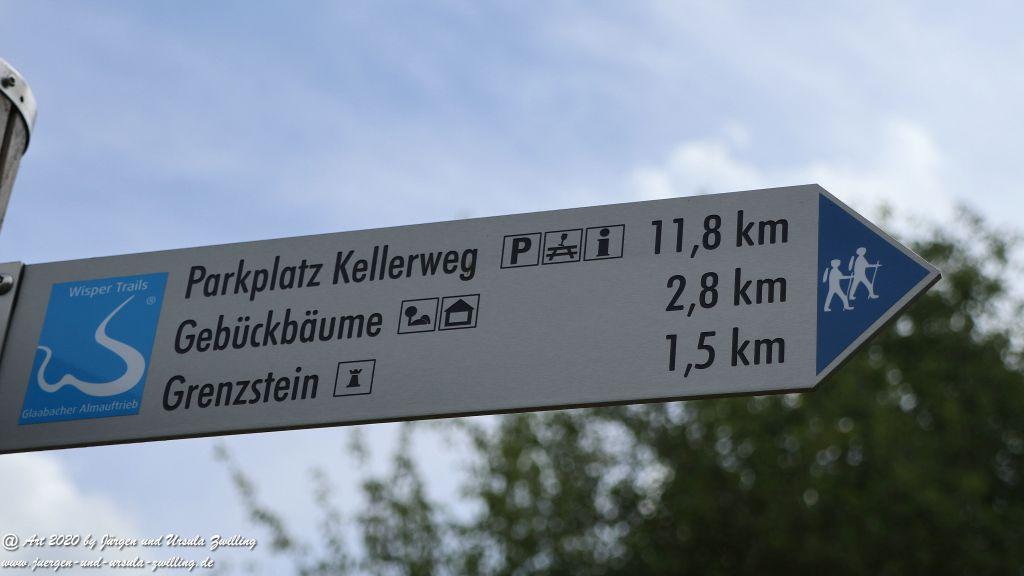 Wisper Trails
®
Glaabacher Almauftrieb
Parkplatz Kellerweg P i 11,8 km
Gebückbäume 2,8 km
Grenzstein 1,5 km
@ Art 2020 by Jürgen und Ursula Zwilling
www.juergen-und-ursula-zwilling.de